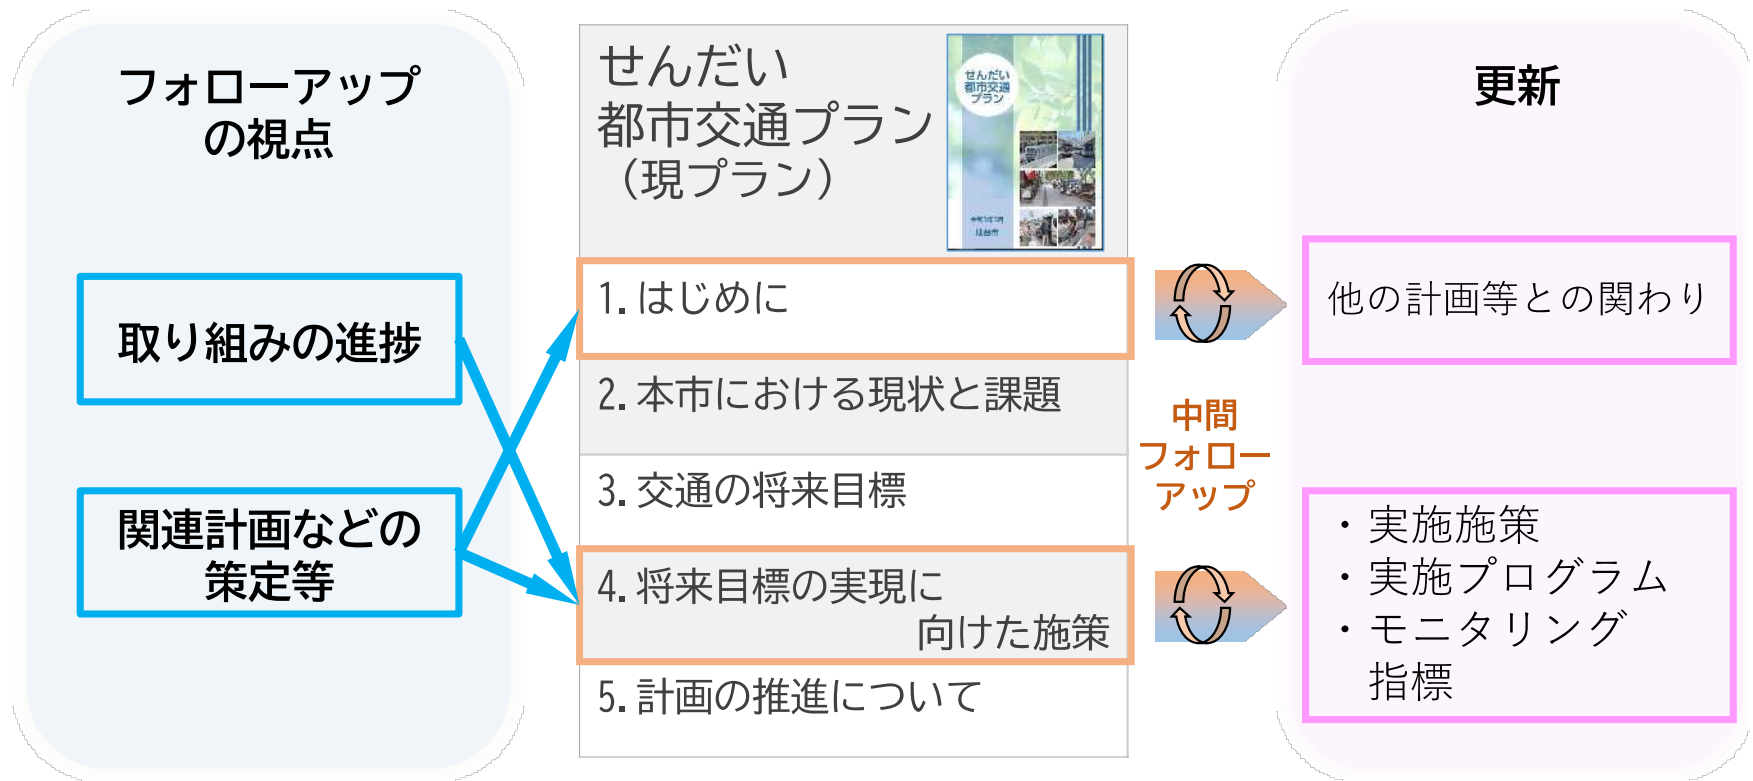 フォローアップ
の視点
取り組みの進捗
関連計画などの
策定等
せんだい
都市交通プラン
（現プラン）
せんだい
都市交通
プラン
仙台市
1. はじめに
2. 本市における現状と課題
3. 交通の将来目標
4. 将来目標の実現に
向けた施策
5. 計画の推進について
中間
フォロー
アップ
更新
他の計画等との関わり
・実施施策
・実施プログラム
・モニタリング
指標